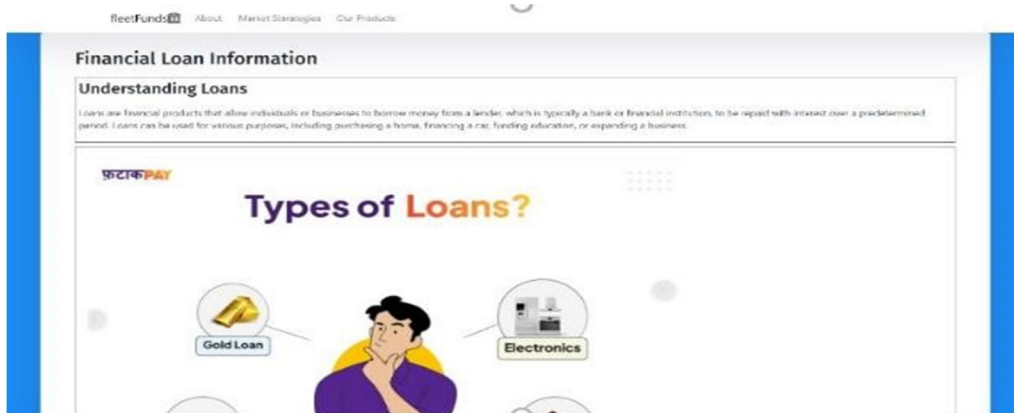 fleetFunds About Market Starategies Our Products
Financial Loan Information
Understanding Loans
Loans are financial products that allow individuals or businesses to borrow money from a lender, which is typically a bank or financial institution, to be repaid with interest over a predetermined
period. Loans can be used for various purposes, including purchasing a home, financing a car, funding education, or expanding a business.
फ़टाकPAY
Types of Loans?
Gold Loan
Electronics